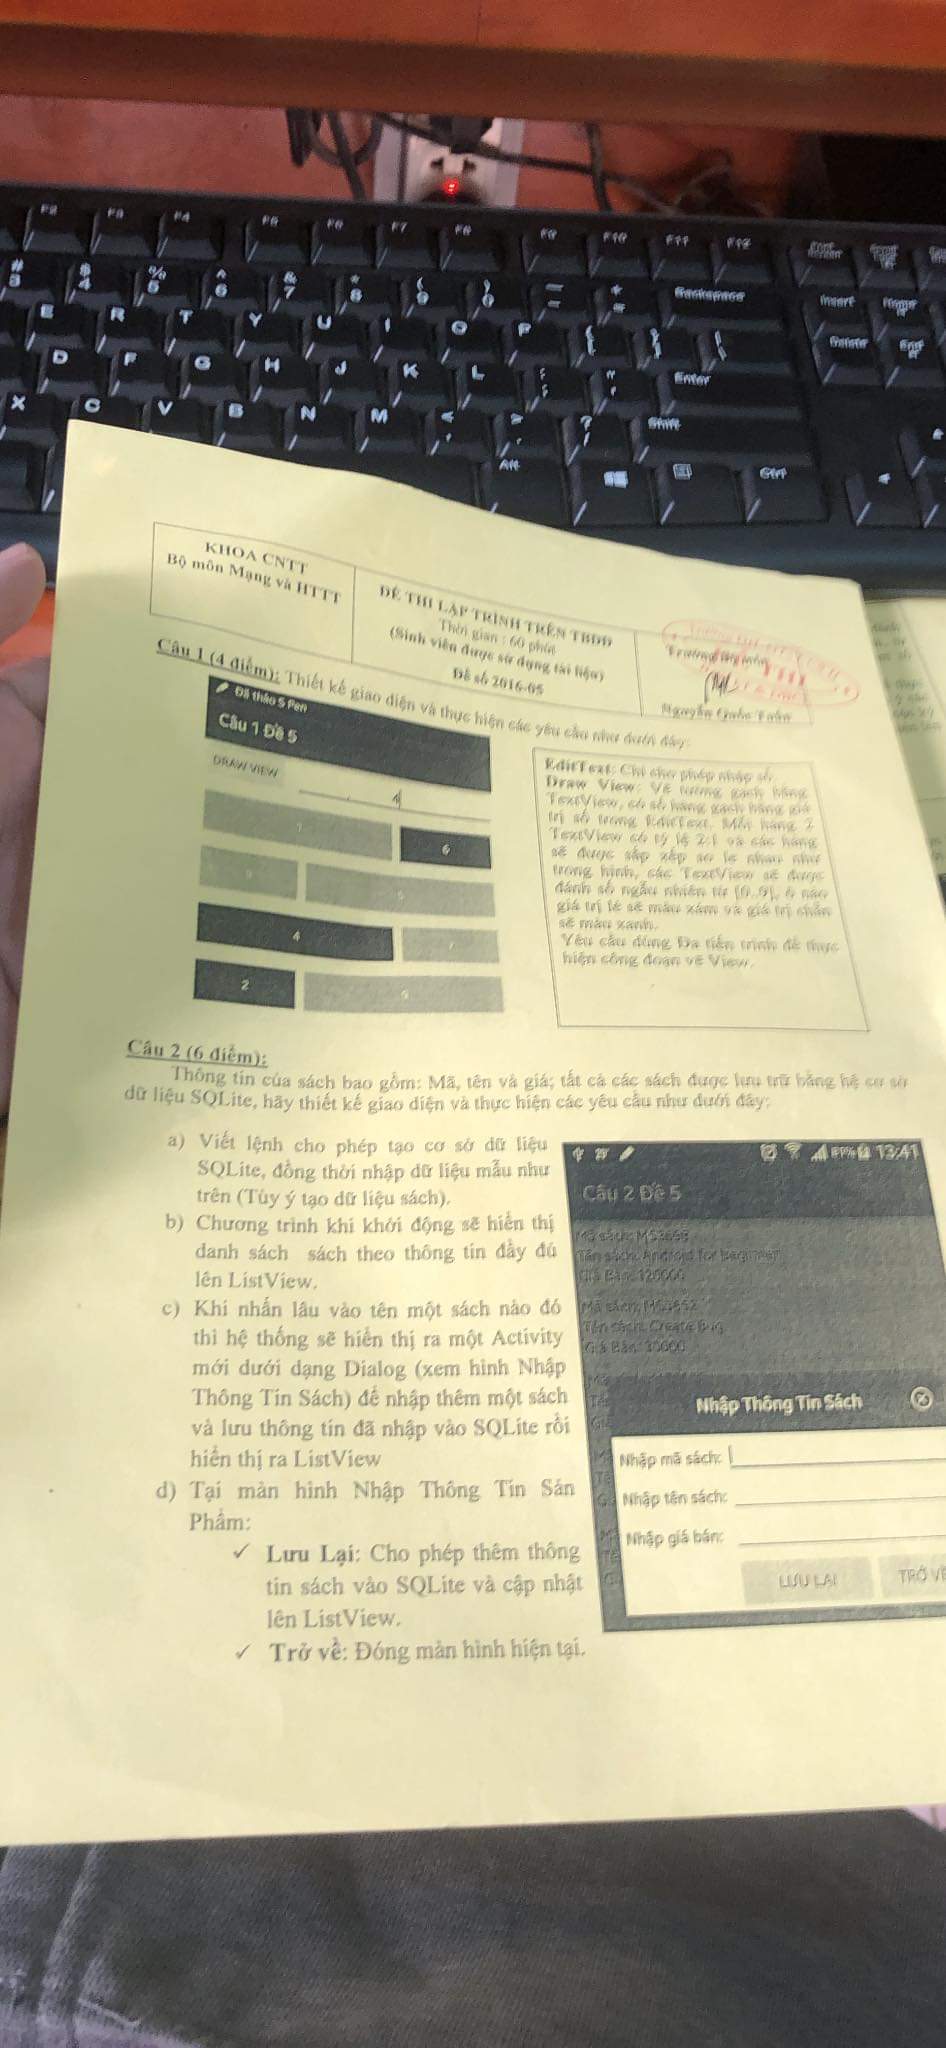 F2 F3 F4 F5 F6 F7 F8 F9 F10 F11 F12
# $ % ^ & * ( )
3 4 5 6 7 8 9 0 Backspace Insert Home
E R T Y U I O P Delete End
D F G H J K L Enter
X C V B N M < > ? Shift
Alt Ctrl
KHOA CNTT
Bộ môn Mạng và HTTT
ĐỀ THI LẬP TRÌNH TRÊN TBDD
Thời gian : 60 phút
(Sinh viên được sử dụng tài liệu)
Đề số 2016-05
Trưởng bộ môn
Nguyễn Quốc Tuấn
Câu 1 (4 điểm): Thiết kế giao diện và thực hiện các yêu cầu như dưới đây:
Đã tháo S Pen
Câu 1 Đề 5
DRAW VIEW
4
6
4
2
EditText: Chỉ cho phép nhập số
Draw View: Vẽ tường gạch bằng
TextView, có số hàng gạch bằng giá
trị số trong EditText. Mỗi hàng 2
TextView có tỷ lệ 2:1 và các hàng
sẽ được sắp xếp so le nhau như
trong hình, các TextView sẽ được
đánh số ngẫu nhiên từ [0..9], ô nào
giá trị lẻ sẽ màu xám và giá trị chẵn
sẽ màu xanh.
Yêu cầu dùng Đa tiến trình để thực
hiện công đoạn vẽ View.
Câu 2 (6 điểm):
Thông tin của sách bao gồm: Mã, tên và giá; tất cả các sách được lưu trữ bằng hệ cơ sở
dữ liệu SQLite, hãy thiết kế giao diện và thực hiện các yêu cầu như dưới đây:
a) Viết lệnh cho phép tạo cơ sở dữ liệu
SQLite, đồng thời nhập dữ liệu mẫu như
trên (Tùy ý tạo dữ liệu sách).
b) Chương trình khi khởi động sẽ hiển thị
danh sách sách theo thông tin đầy đủ
lên ListView.
c) Khi nhấn lâu vào tên một sách nào đó
thì hệ thống sẽ hiển thị ra một Activity
mới dưới dạng Dialog (xem hình Nhập
Thông Tin Sách) để nhập thêm một sách
và lưu thông tin đã nhập vào SQLite rồi
hiển thị ra ListView
d) Tại màn hình Nhập Thông Tin Sản
Phẩm:
✓ Lưu Lại: Cho phép thêm thông
tin sách vào SQLite và cập nhật
lên ListView.
✓ Trở về: Đóng màn hình hiện tại.
13:41
Câu 2 Đề 5
Mã sách:
Tên sách: Android for Beginner
Giá Bán: 120000
Mã sách:
Tên sách: Create Bug
Giá Bán: 30000
Nhập Thông Tin Sách
Nhập mã sách:
Nhập tên sách:
Nhập giá bán:
LƯU LẠI TRỞ VỀ